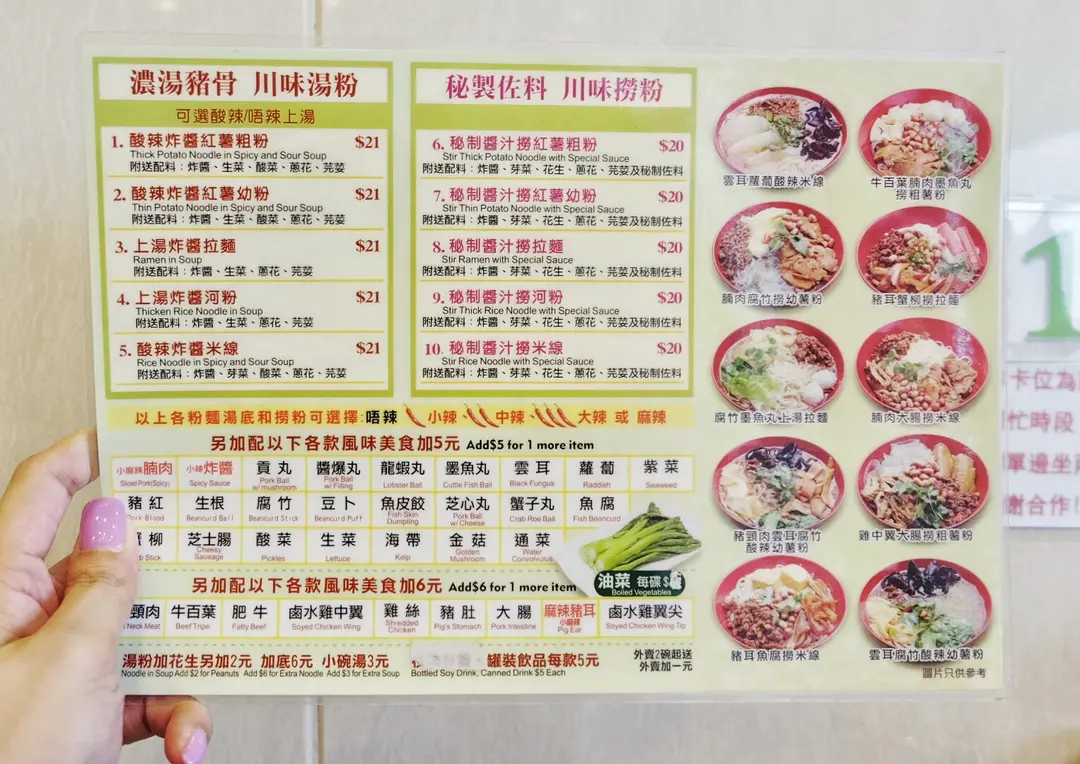 濃湯豬骨 川味湯粉
可選酸辣/唔辣上湯
1. 酸辣炸醬紅薯粗粉 $21
Thick Potato Noodle in Spicy and Sour Soup
附送配料：炸醬、生菜、酸菜、蔥花、芫荽
2. 酸辣炸醬紅薯幼粉 $21
Thin Potato Noodle in Spicy and Sour Soup
附送配料：炸醬、生菜、酸菜、蔥花、芫荽
3. 上湯炸醬拉麵 $21
Ramen in Soup
附送配料：炸醬、生菜、蔥花、芫荽
4. 上湯炸醬河粉 $21
Thicken Rice Noodle in Soup
附送配料：炸醬、生菜、蔥花、芫荽
5. 酸辣炸醬米線 $21
Rice Noodle in Spicy and Sour Soup
附送配料：炸醬、芽菜、酸菜、蔥花、芫荽
秘製佐料 川味撈粉
6. 秘制醬汁撈紅薯粗粉 $20
Stir Thick Potato Noodle with Special Sauce
附送配料：炸醬、芽菜、花生、蔥花、芫荽及秘制佐料
7. 秘制醬汁撈紅薯幼粉 $20
Stir Thin Potato Noodle with Special Sauce
附送配料：炸醬、芽菜、花生、蔥花、芫荽及秘制佐料
8. 秘制醬汁撈拉麵 $20
Stir Ramen with Special Sauce
附送配料：炸醬、芽菜、花生、蔥花、芫荽及秘制佐料
9. 秘制醬汁撈河粉 $20
Stir Thick Rice Noodle with Special Sauce
附送配料：炸醬、芽菜、花生、蔥花、芫荽及秘制佐料
10. 秘制醬汁撈米線 $20
Stir Rice Noodle with Special Sauce
附送配料：炸醬、芽菜、花生、蔥花、芫荽及秘制佐料
以上各粉麵湯底和撈粉可選擇:唔辣 小辣 中辣 大辣 或 麻辣
另加配以下各款風味美食加5元 Add$5 for 1 more item
小麻辣腩肉 小辣炸醬 貢丸 醬爆丸 龍蝦丸 墨魚丸 雲耳 蘿蔔 紫菜
Sliced Pork(Spicy) Spicy Sauce Pork Ball w/ mushroom Pork Ball w/ Filling Lobster Ball Cuttle Fish Ball Black Fungus Raddish Seaweed
豬紅 生根 腐竹 豆卜 魚皮餃 芝心丸 蟹子丸 魚腐
Pork Blood Beancurd Ball Beancurd Stick Beancurd Puff Fish Skin Dumpling Pork Ball w/ Cheese Crab Roe Ball Fish Beancurd
柳 芝士腸 酸菜 生菜 海帶 金菇 通菜
b Stick Cheesy Sausage Pickles Lettuce Kelp Golden Mushroom Water Convolvulus
油菜 每碟$
Boiled Vegetables
另加配以下各款風味美食加6元 Add$6 for 1 more item
頸肉 牛百葉 肥牛 鹵水雞中翼 雞絲 豬肚 大腸 麻辣豬耳 小麻辣 鹵水雞翼尖
Neck Meat Beef Tripe Fatty Beef Soyed Chicken Wing Shredded Chicken Pig's Stomach Pork Intestine Pig Ear Soyed Chicken Wing Tip
湯粉加花生另加2元 加底6元 小碗湯3元
Noodle in Soup Add $2 for Peanuts Add $6 for Extra Noodle Add $3 for Extra Soup
罐裝飲品每款5元
Bottled Soy Drink, Canned Drink $5 Each
外賣2碗起送
外賣加一元
雲耳蘿蔔酸辣米線
牛百葉腩肉墨魚丸
撈粗薯粉
腩肉腐竹撈幼薯粉
豬耳蟹柳撈拉麵
腐竹墨魚丸上湯拉麵
腩肉大腸撈米線
豬頸肉雲耳腐竹
酸辣幼薯粉
雞中翼大腸撈粗薯粉
豬耳魚腐撈米線
雲耳腐竹酸辣幼薯粉
圖片只供參考
1
卡位為
忙時段
單邊坐兩
謝合作！